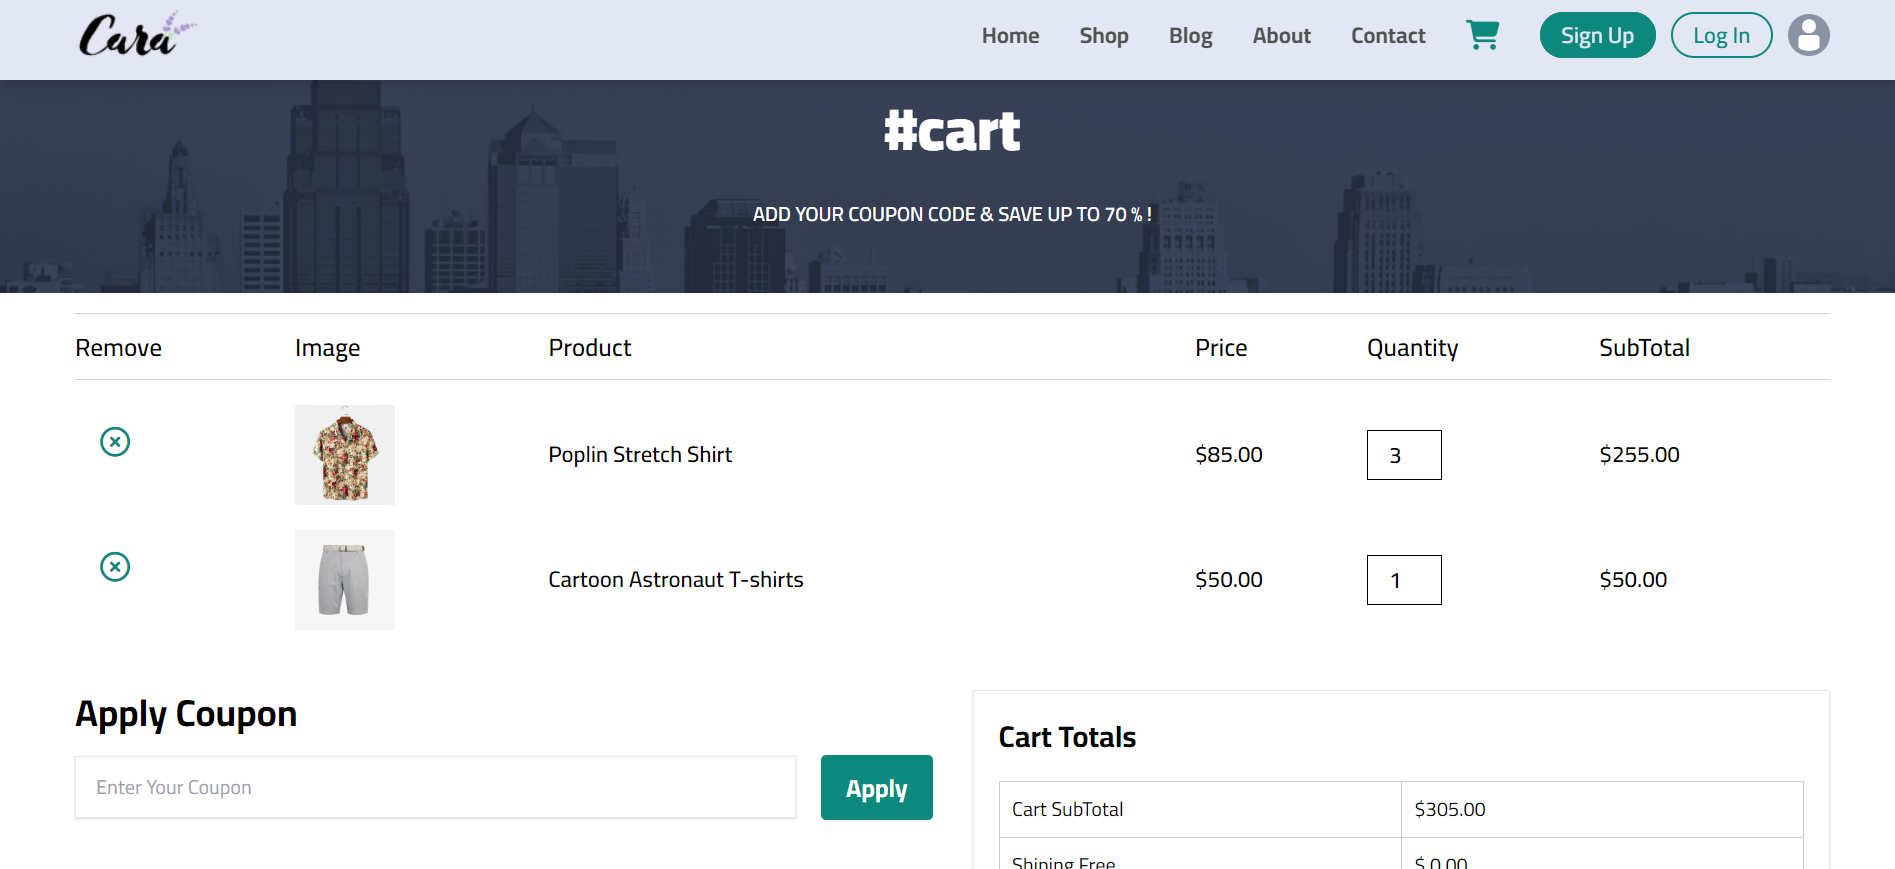 Cara
Home Shop Blog About Contact Sign Up Log In
#cart
ADD YOUR COUPON CODE & SAVE UP TO 70 % !
Remove Image Product Price Quantity SubTotal
Poplin Stretch Shirt $85.00 3 $255.00
Cartoon Astronaut T-shirts $50.00 1 $50.00
Apply Coupon
Enter Your Coupon Apply
Cart Totals
Cart SubTotal $305.00
Shiping Free $ 0.00